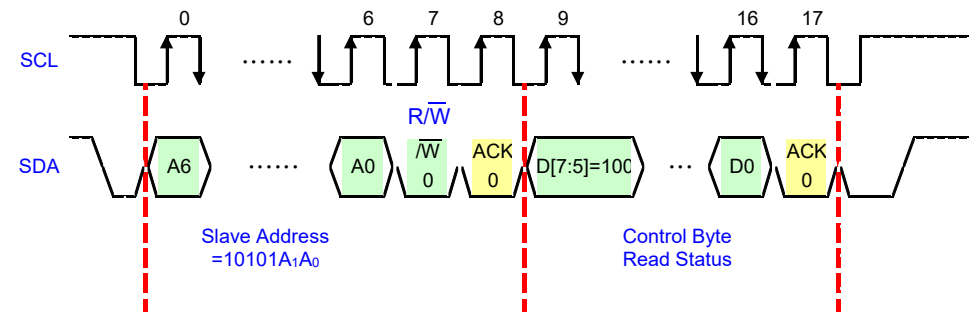 0 6 7 8 9 16 17
SCL ...... ......
R/W̅
SDA A6 ...... A0 /W̅ ACK D[7:5]=100 ... D0 ACK
0 0 0
Slave Address Control Byte
=10101A₁A₀ Read Status